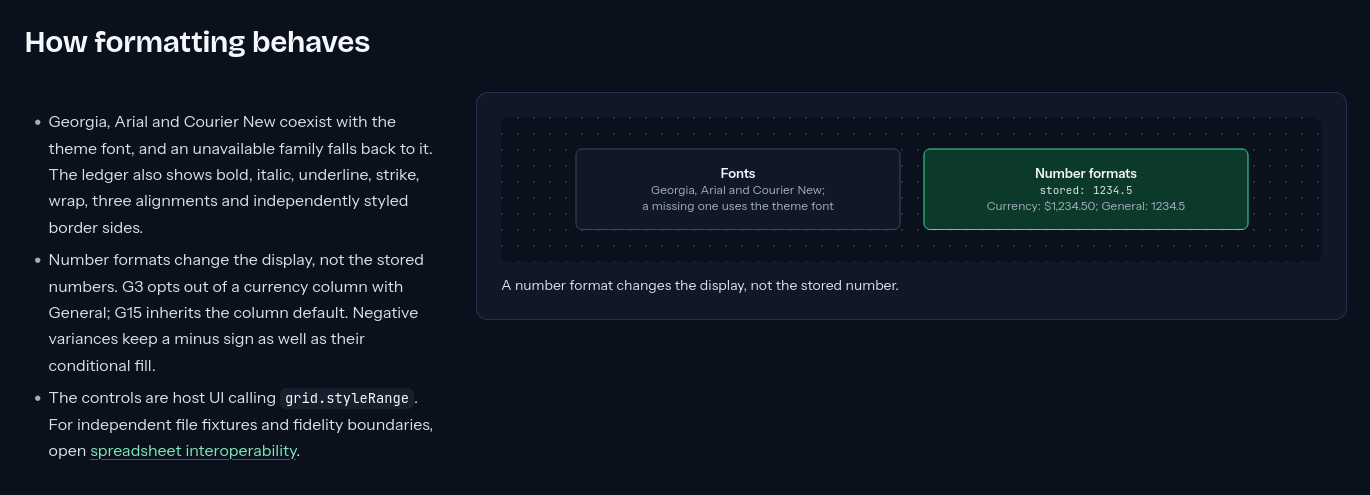 How formatting behaves
Georgia, Arial and Courier New coexist with the
theme font, and an unavailable family falls back to it.
The ledger also shows bold, italic, underline, strike,
wrap, three alignments and independently styled
border sides.
Number formats change the display, not the stored
numbers. G3 opts out of a currency column with
General; G15 inherits the column default. Negative
variances keep a minus sign as well as their
conditional fill.
The controls are host UI calling grid.styleRange.
For independent file fixtures and fidelity boundaries,
open spreadsheet interoperability.
Fonts
Georgia, Arial and Courier New;
a missing one uses the theme font
Number formats
stored: 1234.5
Currency: $1,234.50; General: 1234.5
A number format changes the display, not the stored number.